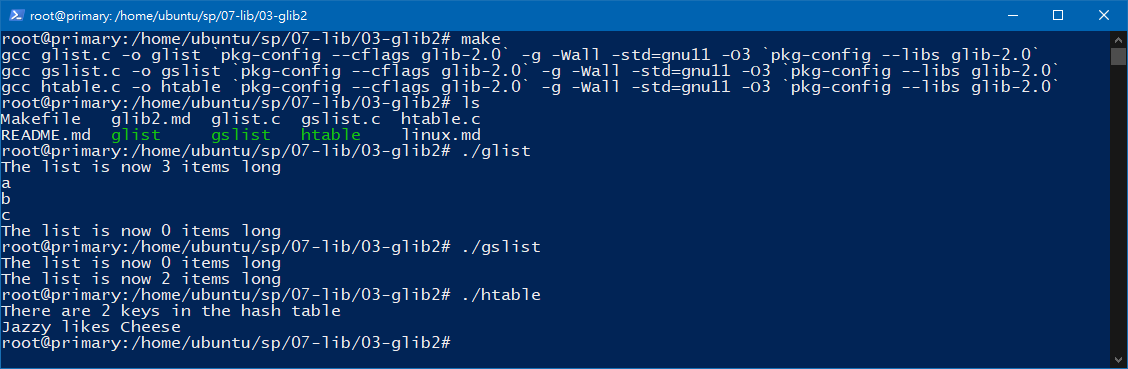 root@primary: /home/ubuntu/sp/07-lib/03-glib2
root@primary:/home/ubuntu/sp/07-lib/03-glib2# make
gcc glist.c -o glist `pkg-config --cflags glib-2.0` -g -Wall -std=gnu11 -O3 `pkg-config --libs glib-2.0`
gcc gslist.c -o gslist `pkg-config --cflags glib-2.0` -g -Wall -std=gnu11 -O3 `pkg-config --libs glib-2.0`
gcc htable.c -o htable `pkg-config --cflags glib-2.0` -g -Wall -std=gnu11 -O3 `pkg-config --libs glib-2.0`
root@primary:/home/ubuntu/sp/07-lib/03-glib2# ls
Makefile   glib2.md  glist.c  gslist.c  htable.c
README.md  glist     gslist   htable    linux.md
root@primary:/home/ubuntu/sp/07-lib/03-glib2# ./glist
The list is now 3 items long
a
b
c
The list is now 0 items long
root@primary:/home/ubuntu/sp/07-lib/03-glib2# ./gslist
The list is now 0 items long
The list is now 2 items long
root@primary:/home/ubuntu/sp/07-lib/03-glib2# ./htable
There are 2 keys in the hash table
Jazzy likes Cheese
root@primary:/home/ubuntu/sp/07-lib/03-glib2#